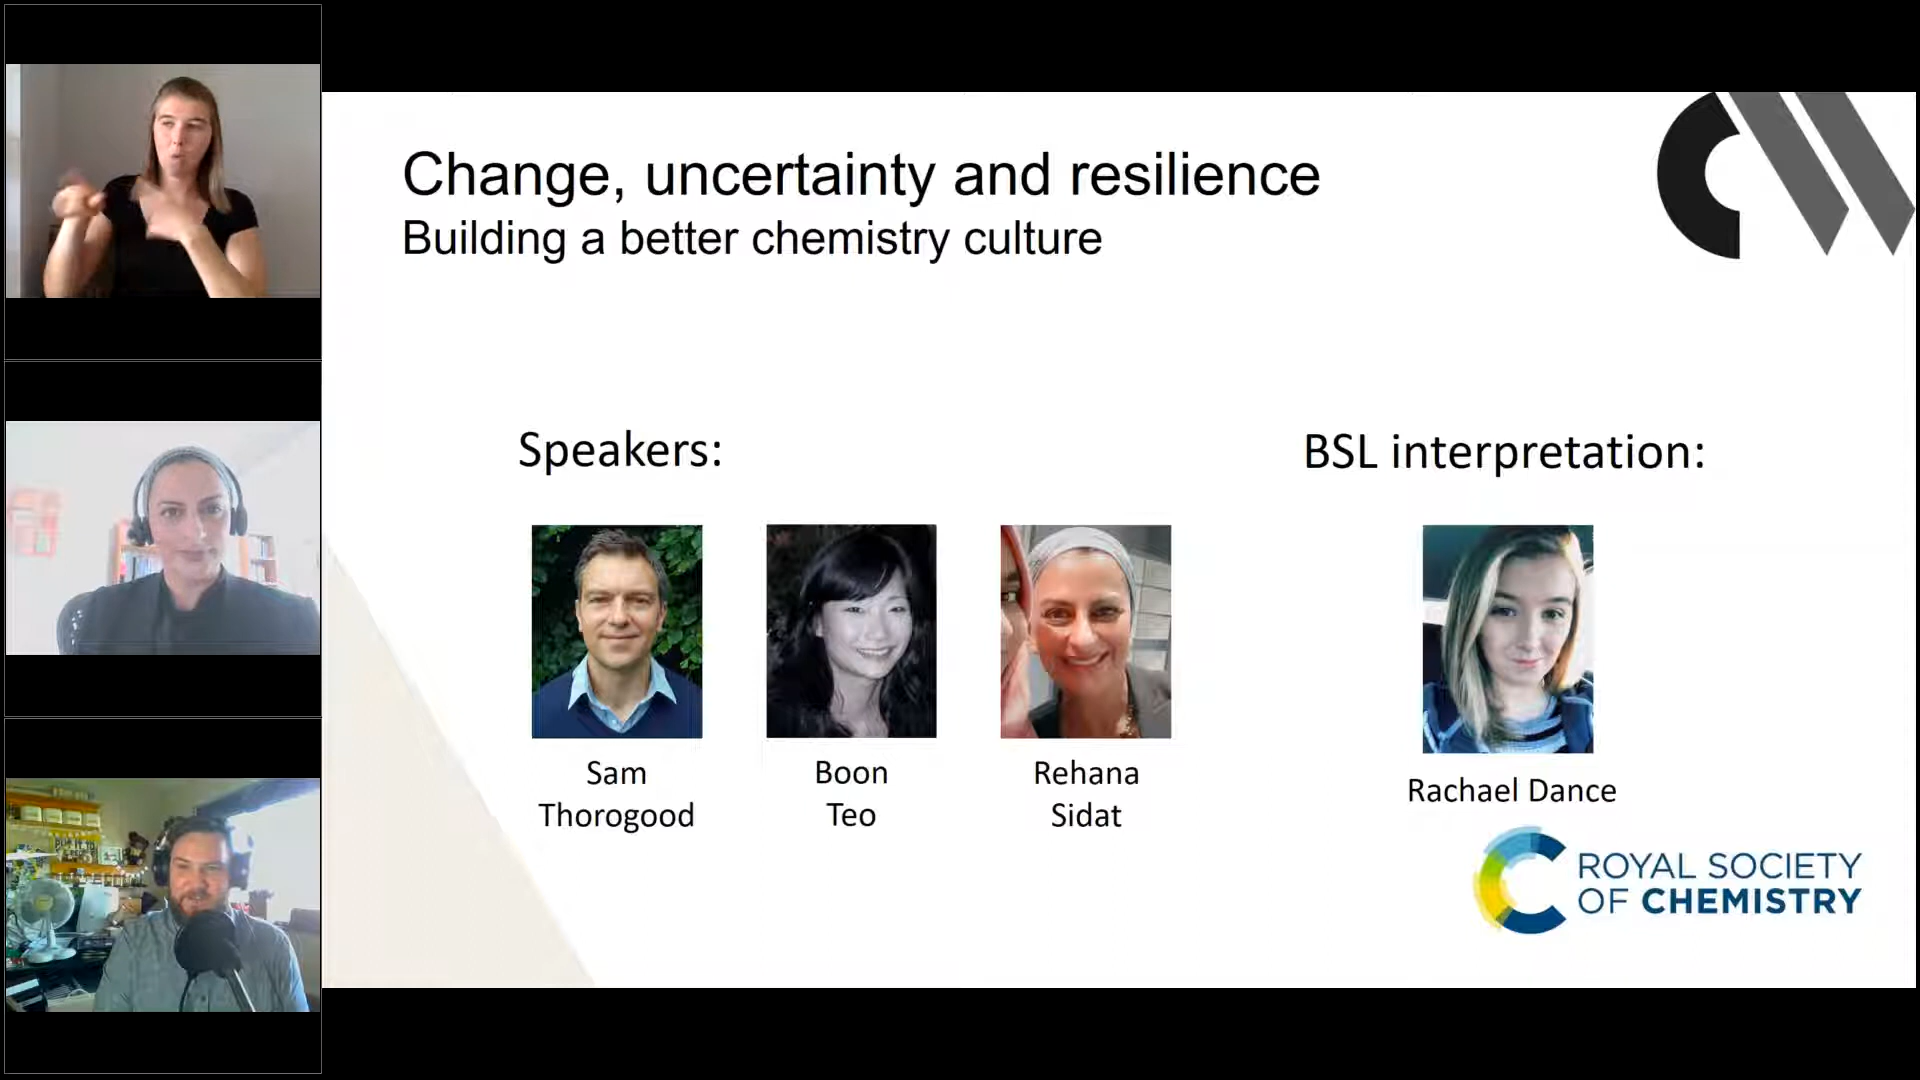 Change, uncertainty and resilience
Building a better chemistry culture
Speakers:
BSL interpretation:
Sam
Thorogood
Boon
Teo
Rehana
Sidat
Rachael Dance
ROYAL SOCIETY
OF CHEMISTRY